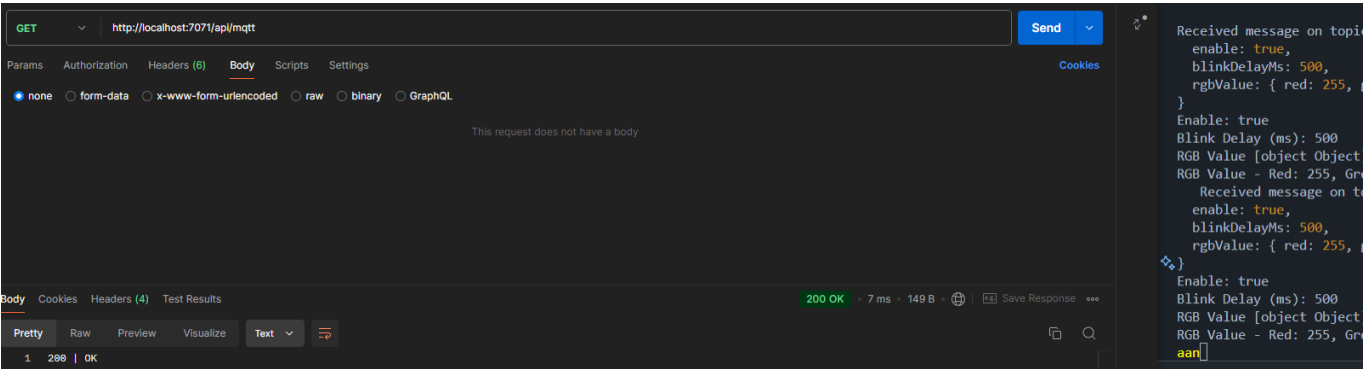 GET http://localhost:7071/api/mqtt Send
Params Authorization Headers (6) Body Scripts Settings Cookies
none form-data x-www-form-urlencoded raw binary GraphQL
This request does not have a body
Body Cookies Headers (4) Test Results 200 OK 7 ms 149 B Save Response
Pretty Raw Preview Visualize Text
1 200 | OK
Received message on topi
enable: true,
blinkDelayMs: 500,
rgbValue: { red: 255,
}
Enable: true
Blink Delay (ms): 500
RGB Value [object Object
RGB Value - Red: 255, Gre
Received message on to
enable: true,
blinkDelayMs: 500,
rgbValue: { red: 255,
}
Enable: true
Blink Delay (ms): 500
RGB Value [object Object
RGB Value - Red: 255, Gre
aan